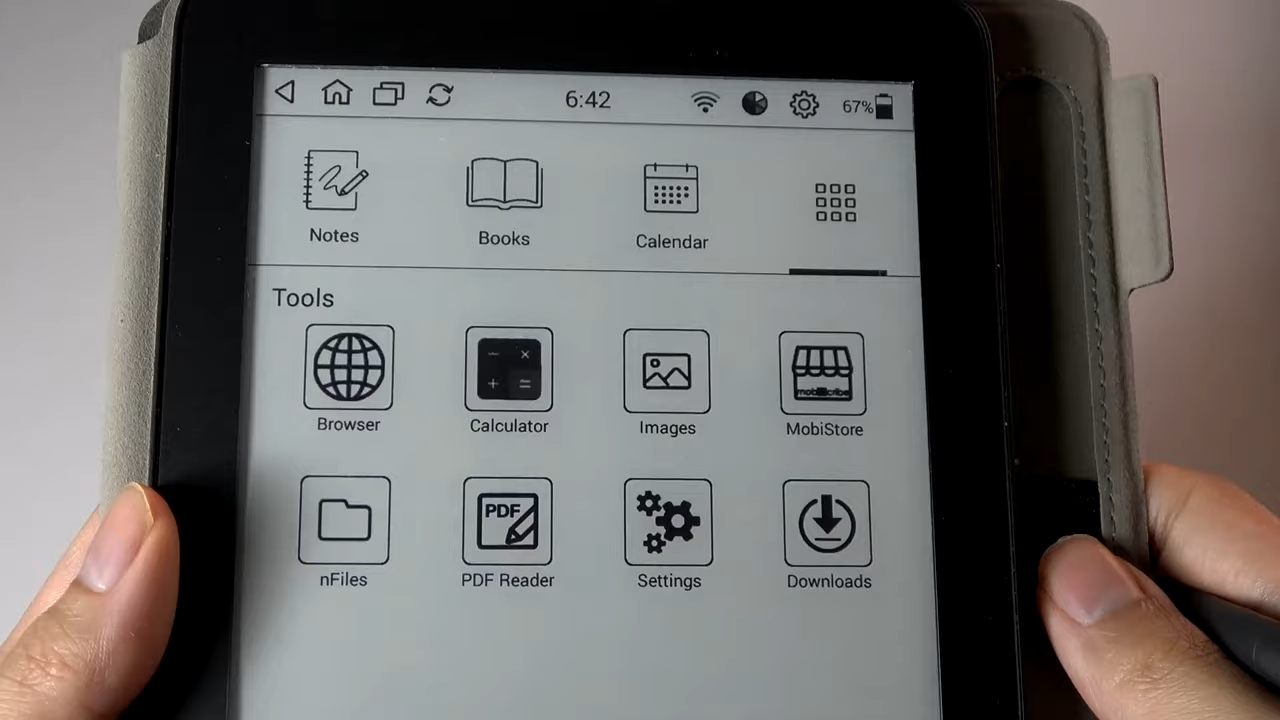 6:42
67%
Notes
Books
Calendar
Tools
Browser
Calculator
Images
MobiStore
PDF
nFiles
PDF Reader
Settings
Downloads